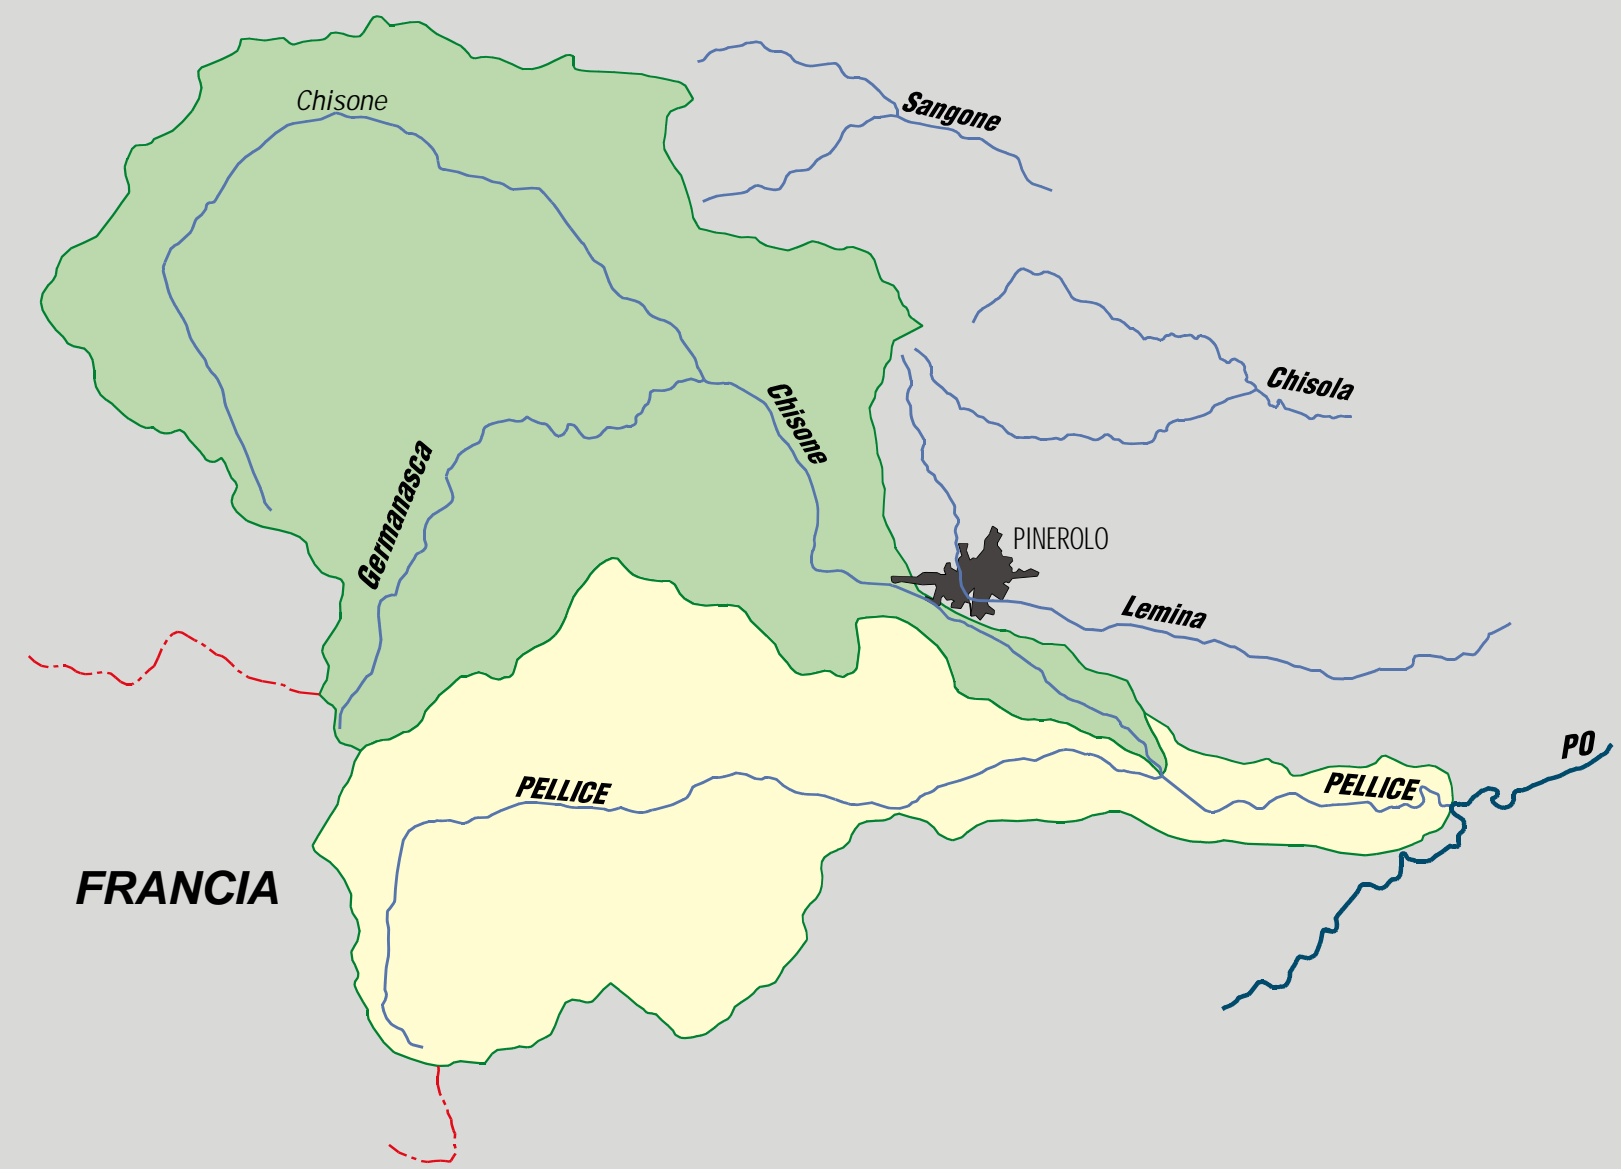 Chisone
Sangone
Chisola
Chisone
Germanasca
PINEROLO
Lemina
PO
PELLICE
PELLICE
FRANCIA